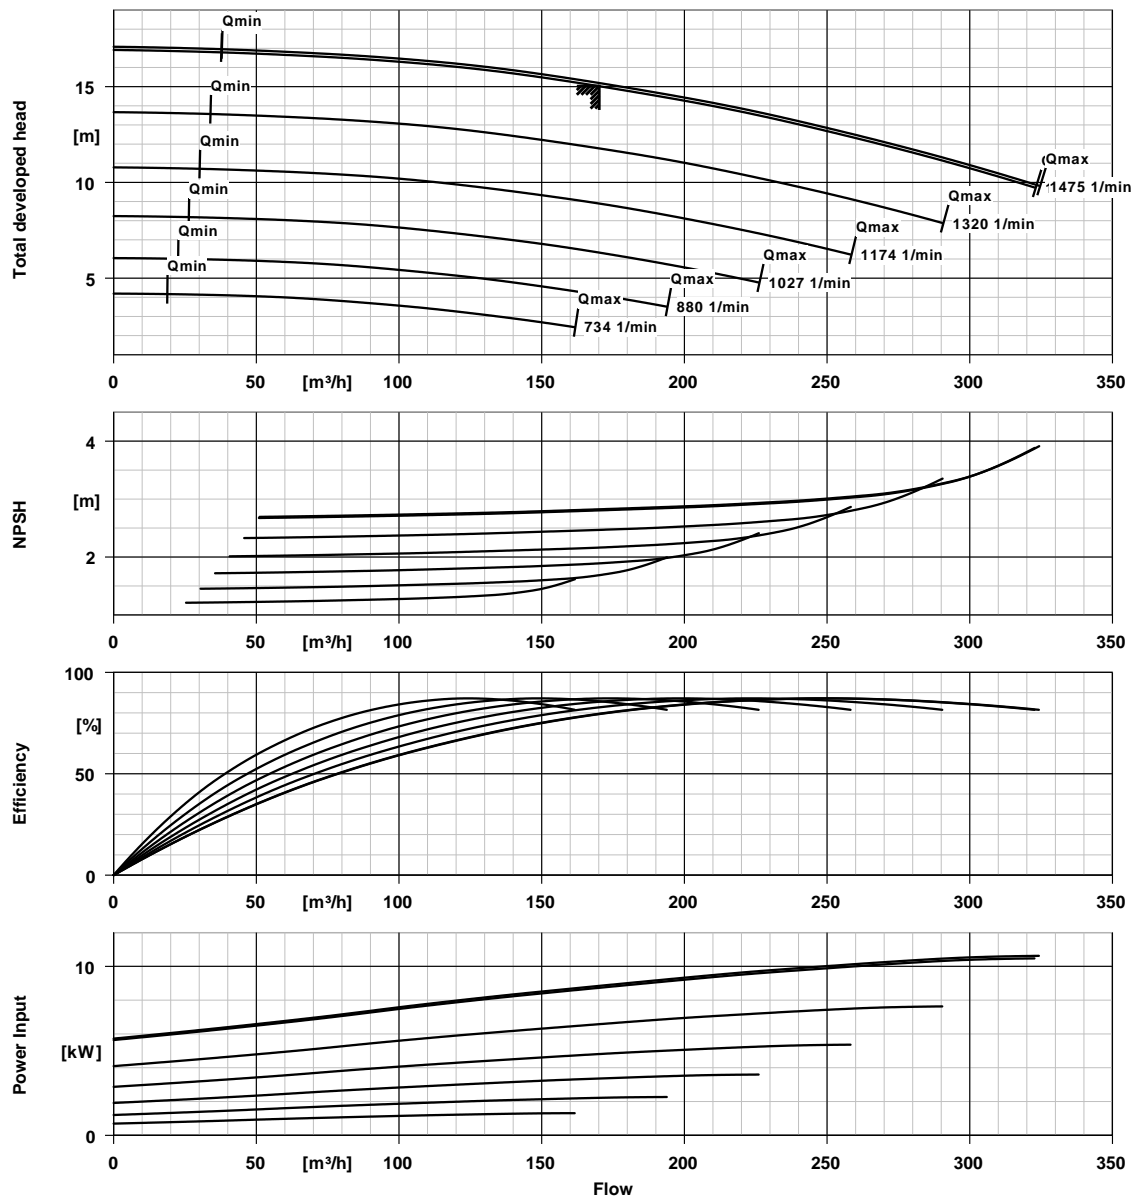 Qmin
Qmin
Qmin
Qmin
Qmin
Qmin
Total developed head
[m]
15
10
5
Qmax
1475 1/min
Qmax
1320 1/min
Qmax
1174 1/min
Qmax
1027 1/min
Qmax
880 1/min
Qmax
734 1/min
0 50 [m³/h] 100 150 200 250 300 350
NPSH
[m]
4
2
0 50 [m³/h] 100 150 200 250 300 350
Efficiency
[%]
100
50
0
0 50 [m³/h] 100 150 200 250 300 350
Power Input
[kW]
10
0
0 50 [m³/h] 100 150 200 250 300 350
Flow